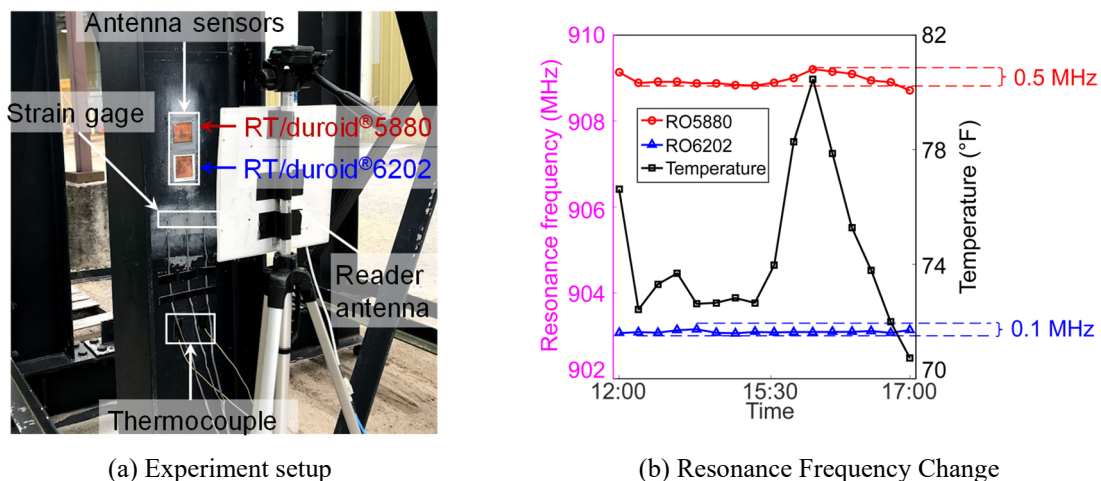 Antenna sensors
Strain gage
RT/duroid®5880
RT/duroid®6202
Reader
antenna
Thermocouple
(a) Experiment setup
Resonance frequency (MHz)
910
908
906
904
902
RO5880
RO6202
Temperature
0.5 MHz
0.1 MHz
82
78
74
70
Temperature (°F)
12:00
15:30
17:00
Time
(b) Resonance Frequency Change